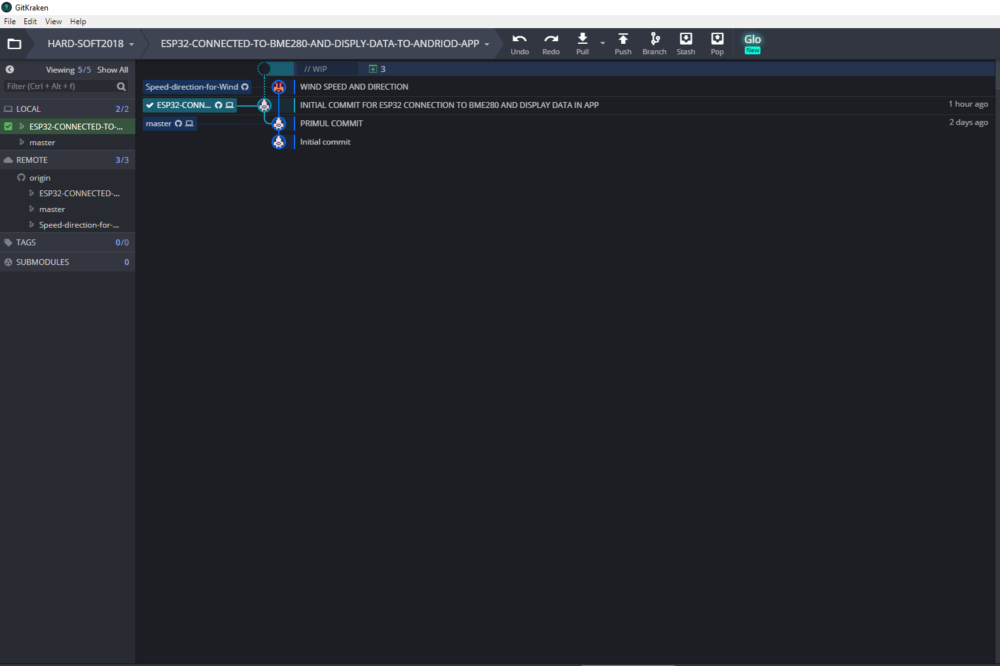 GitKraken
File Edit View Help
HARD-SOFT2018 ESP32-CONNECTED-TO-BME280-AND-DISPLY-DATA-TO-ANDRIOD-APP
Undo Redo Pull Push Branch Stash Pop Glo New
Viewing 5/5 Show All
Filter (Ctrl + Alt + f)
LOCAL 2/2
ESP32-CONNECTED-TO-...
master
REMOTE 3/3
origin
ESP32-CONNECTED-...
master
Speed-direction-for-...
TAGS 0/0
SUBMODULES 0
// WIP 3
Speed-direction-for-Wind WIND SPEED AND DIRECTION
ESP32-CONN... INITIAL COMMIT FOR ESP32 CONNECTION TO BME280 AND DISPLAY DATA IN APP 1 hour ago
master PRIMUL COMMIT 2 days ago
Initial commit